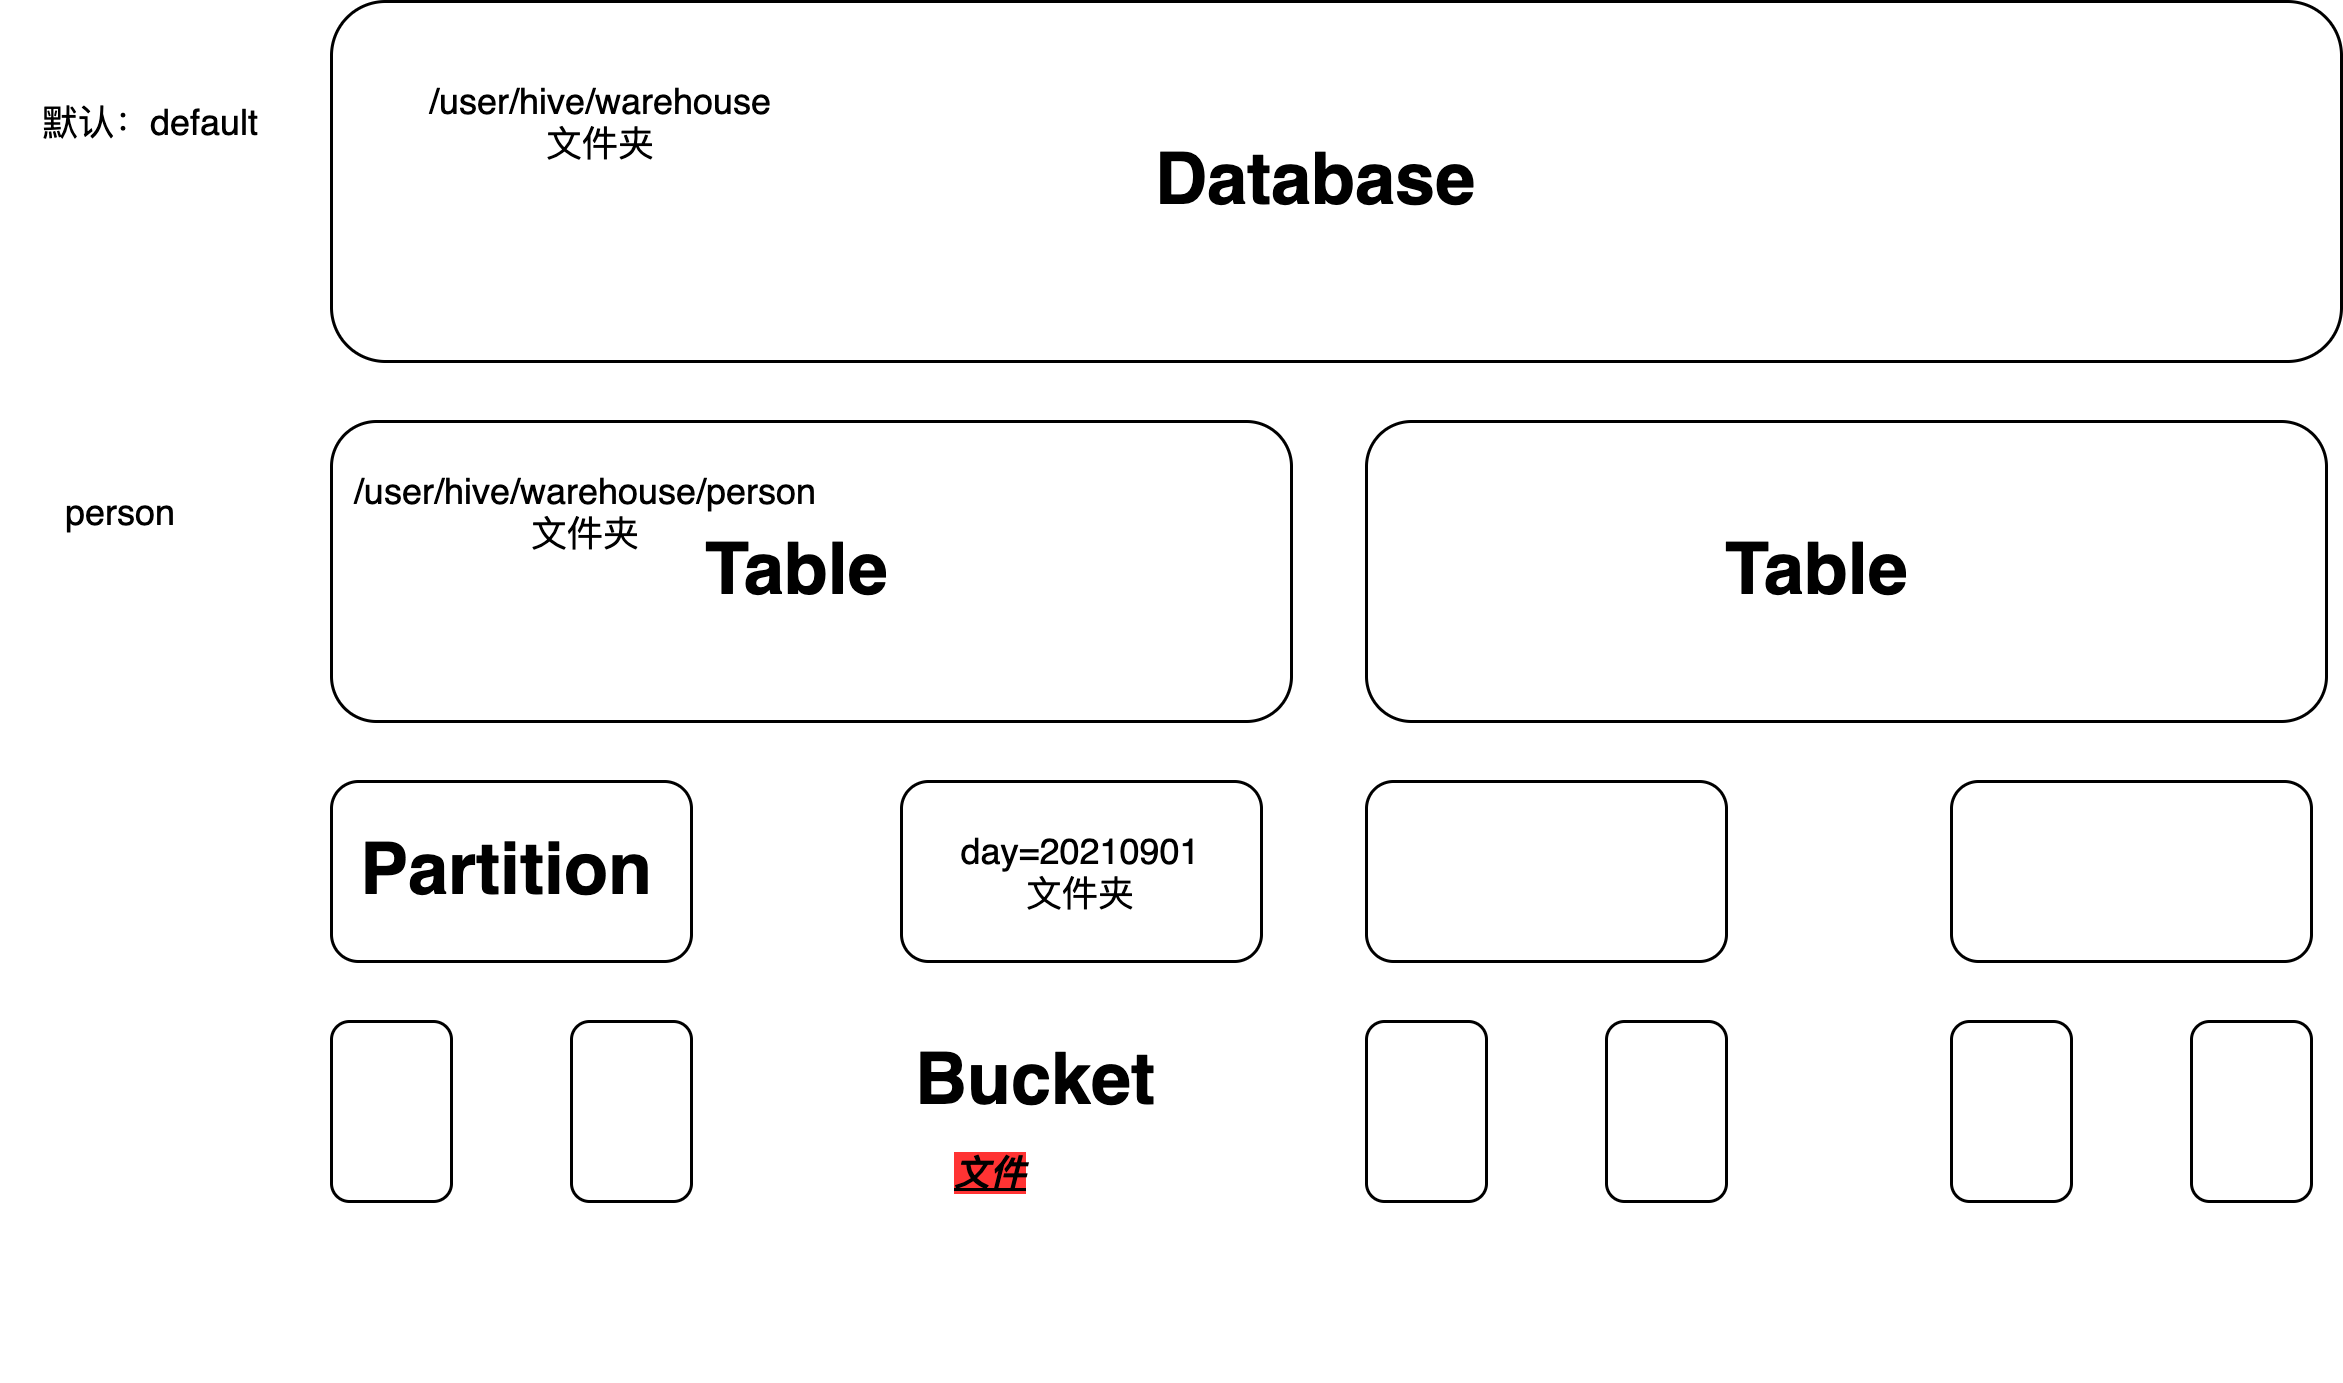 默认：default
/user/hive/warehouse
文件夹
Database
person
/user/hive/warehouse/person
文件夹
Table
Table
Partition
day=20210901
文件夹
Bucket
文件